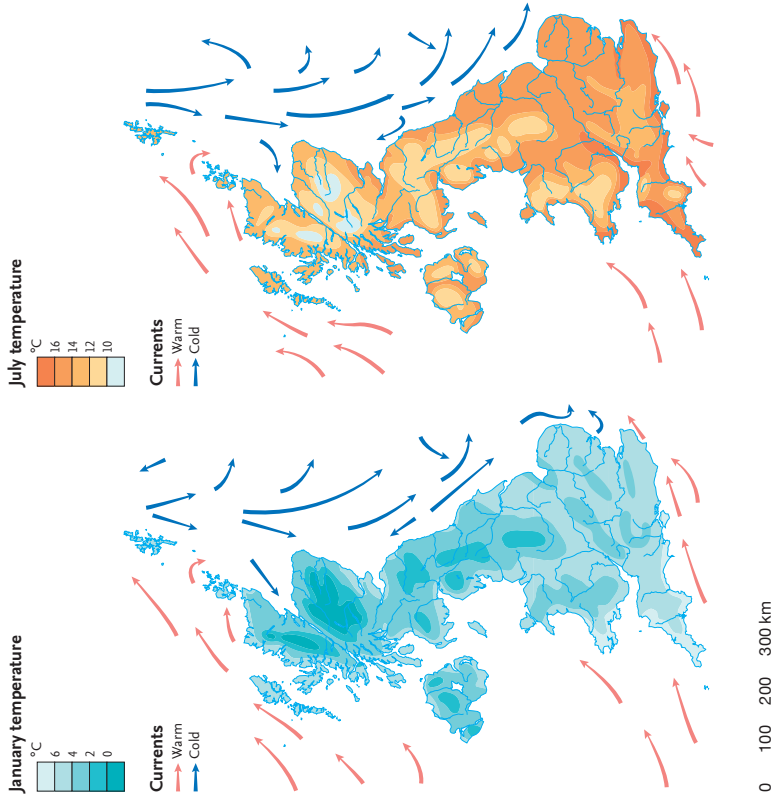 January temperature
°C
6
4
2
0
Currents
Warm
Cold
July temperature
°C
16
14
12
10
Currents
Warm
Cold
0 100 200 300 km